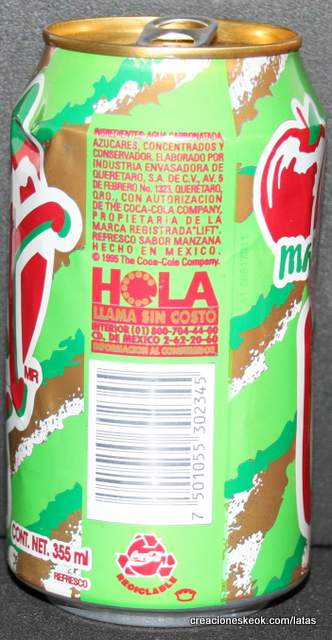 INGREDIENTES: AGUA CARBONATADA,
AZUCARES, CONCENTRADOS Y
CONSERVADOR. ELABORADO POR
INDUSTRIA ENVASADORA DE
QUERETARO, S.A. DE C.V., AV. 5
DE FEBRERO No. 1323, QUERETARO,
QRO., CON AUTORIZACION
DE THE COCA-COLA COMPANY,
PROPIETARIA DE LA
MARCA REGISTRADA "LIFT".
REFRESCO SABOR MANZANA
HECHO EN MEXICO.
© 1995 The Coca-Cola Company.
HOLA
LLAMA SIN COSTO
INTERIOR (01) 800-704-44-00
CD. DE MEXICO 2-62-20-60
INFORMACION AL CONSUMIDOR
7 501055 302345
MR
MA
CONT. NET. 355 ml
REFRESCO
RECICLABLE
creacioneskeok.com/latas